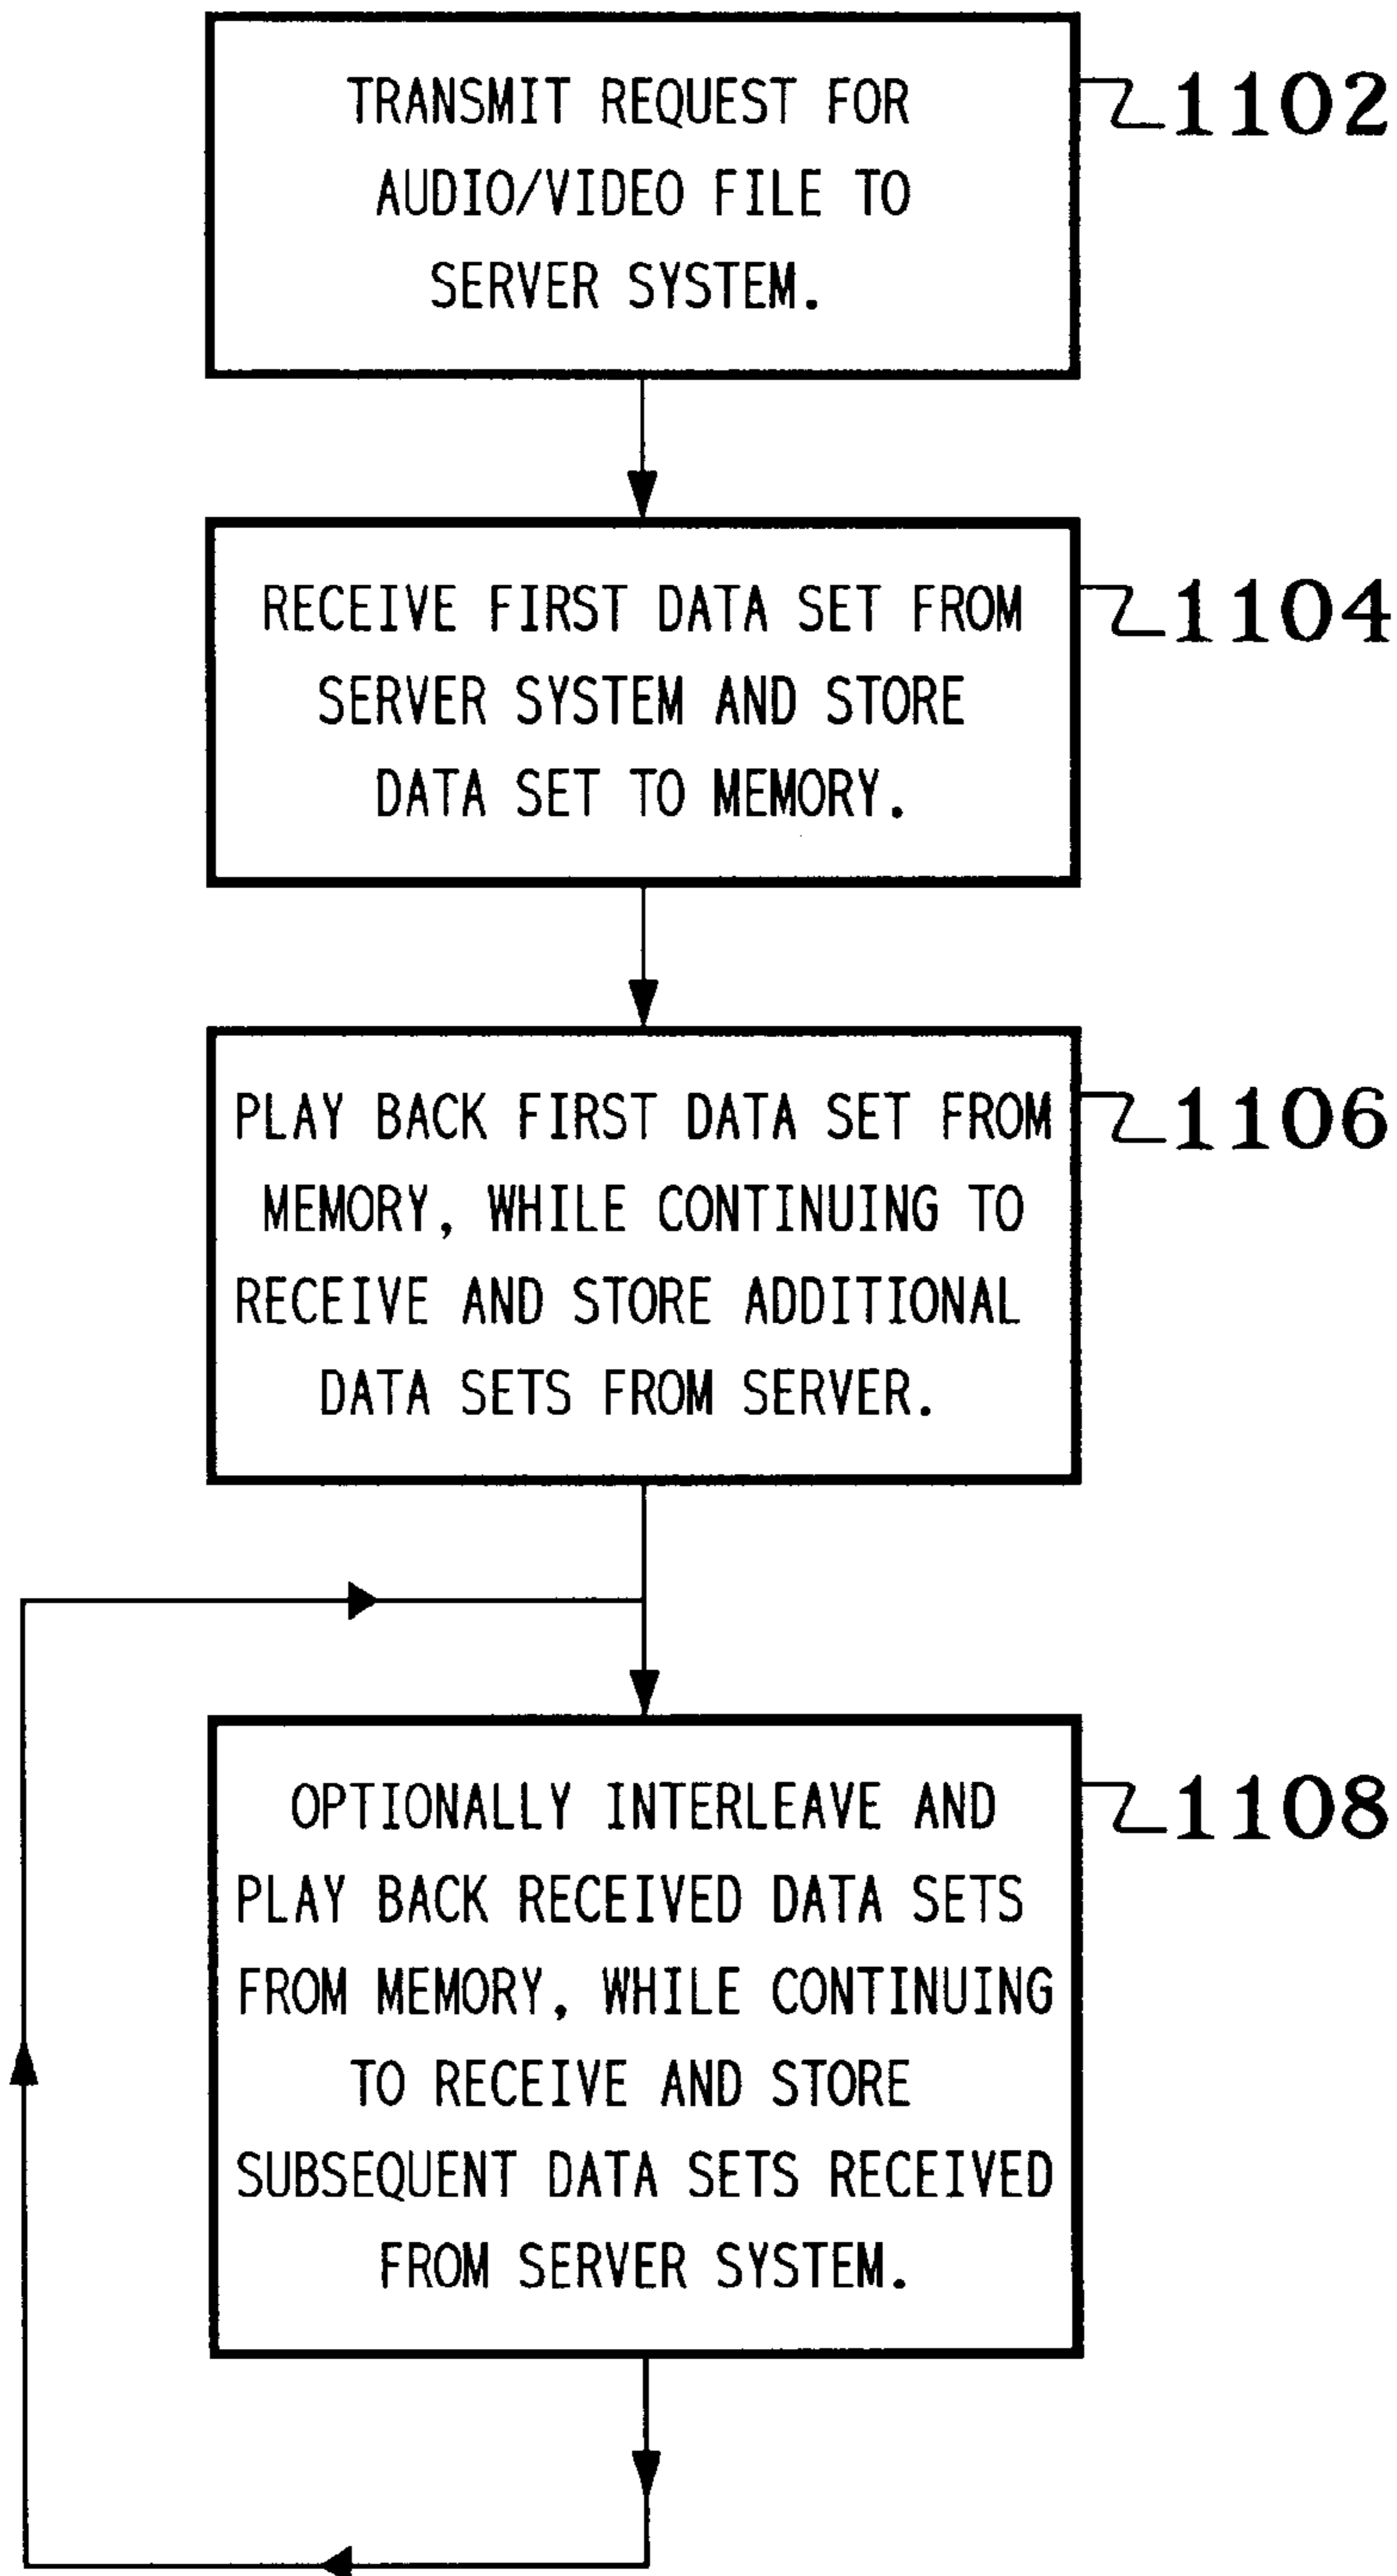 TRANSMIT REQUEST FOR
AUDIO/VIDEO FILE TO
SERVER SYSTEM.
1102
RECEIVE FIRST DATA SET FROM
SERVER SYSTEM AND STORE
DATA SET TO MEMORY.
1104
PLAY BACK FIRST DATA SET FROM
MEMORY, WHILE CONTINUING TO
RECEIVE AND STORE ADDITIONAL
DATA SETS FROM SERVER.
1106
OPTIONALLY INTERLEAVE AND
PLAY BACK RECEIVED DATA SETS
FROM MEMORY, WHILE CONTINUING
TO RECEIVE AND STORE
SUBSEQUENT DATA SETS RECEIVED
FROM SERVER SYSTEM.
1108